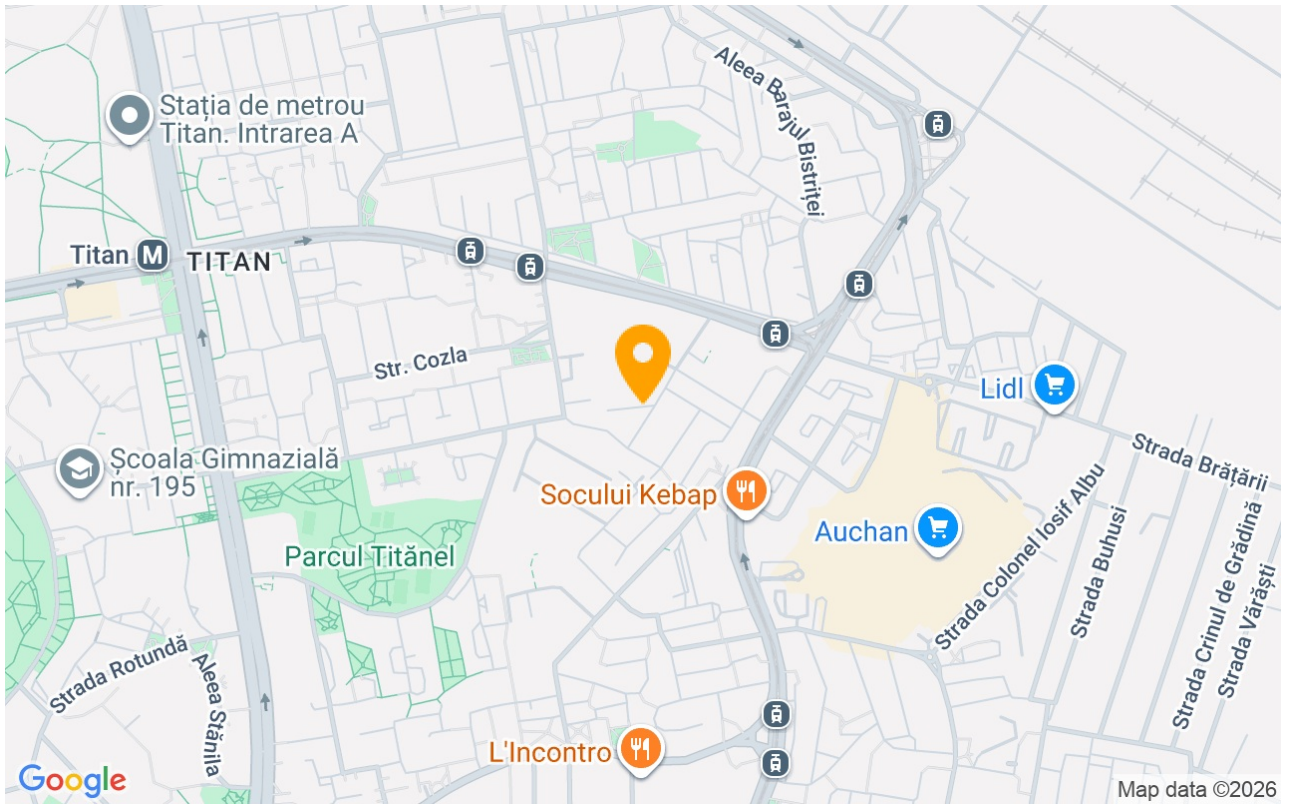 Aleea Barajul Bistriței
Stația de metrou
Titan. Intrarea A
Titan
M
TITAN
Str. Cozla
Lidl
Strada Brățării
Școala Gimnazială
nr. 195
Socului Kebap
Auchan
Parcul Titănel
Strada Colonel Iosif Albu
Strada Buhusi
Strada Crinul de Grădină
Strada Vărăști
Strada Rotundă
Aleea Stănila
L'Incontro
Google
Map data ©2026